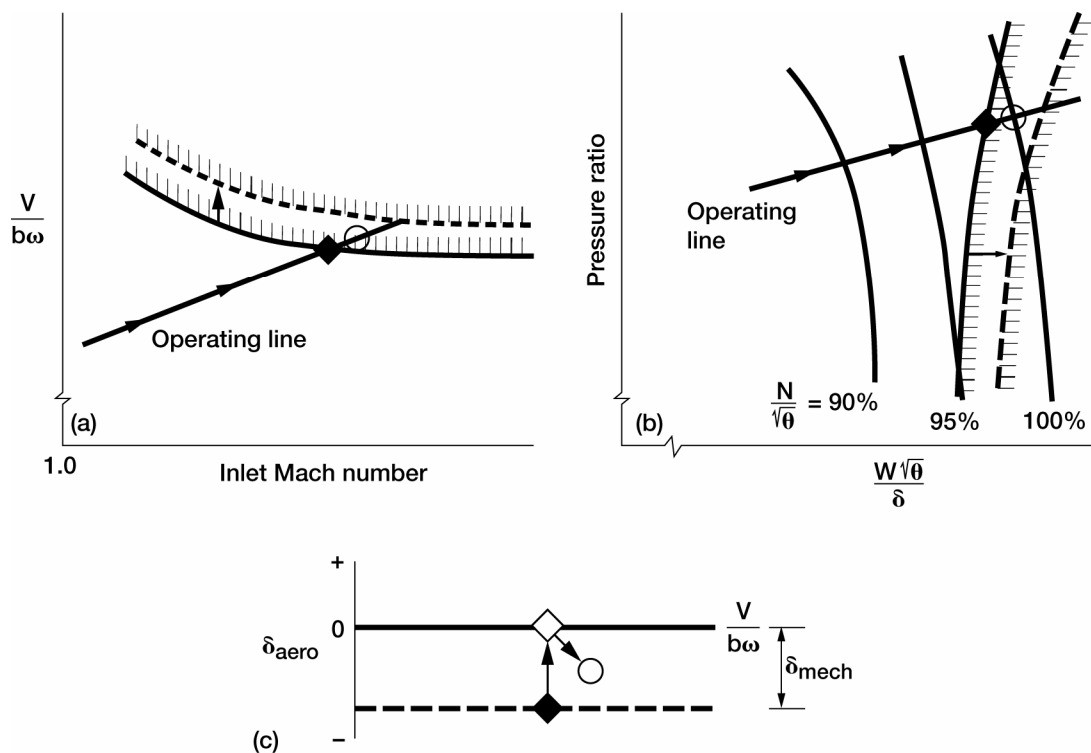 V
bω
Operating line
(a)
1.0
Inlet Mach number
Pressure ratio
Operating
line
N
√θ = 90%
95%
100%
(b)
W√θ
δ
+
0
δaero
−
V
bω
δmech
(c)